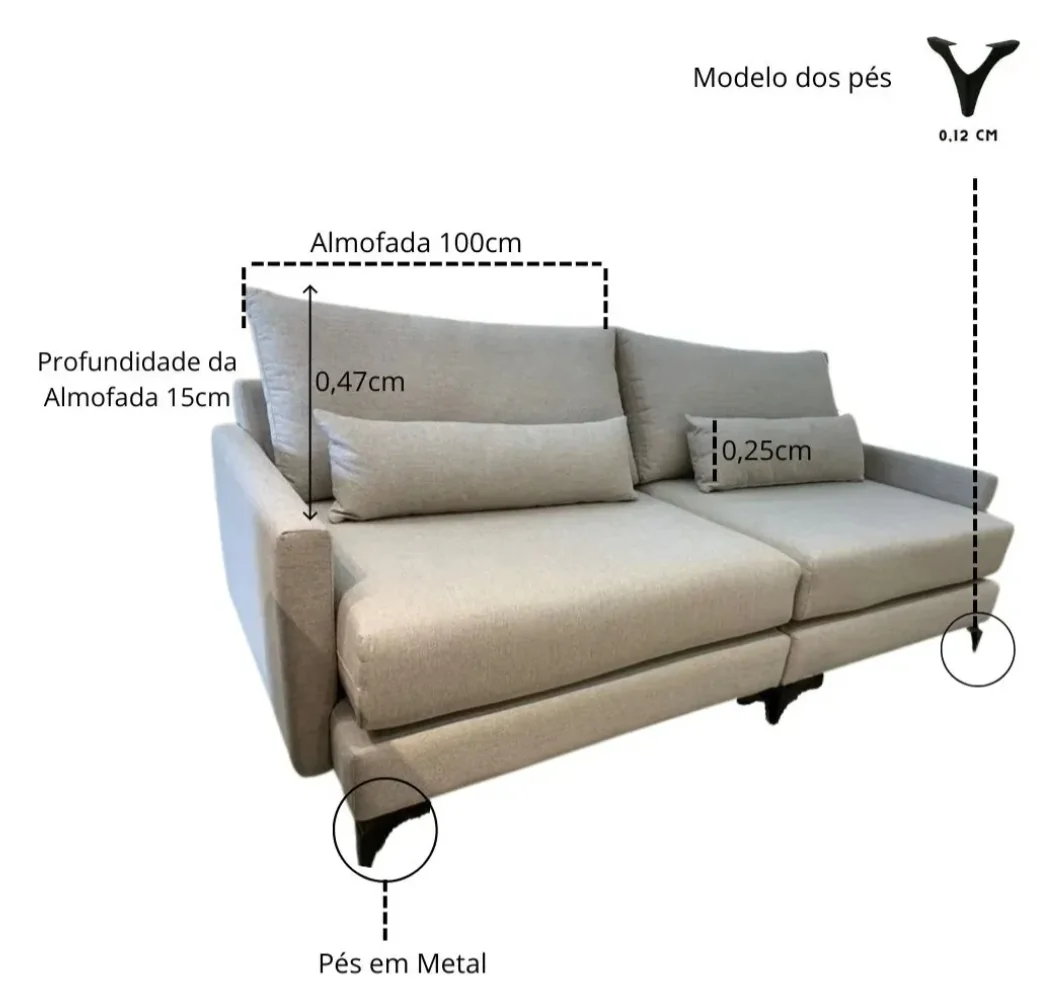 Modelo dos pés
0,12 CM
Almofada 100cm
Profundidade da
Almofada 15cm
0,47cm
0,25cm
Pés em Metal